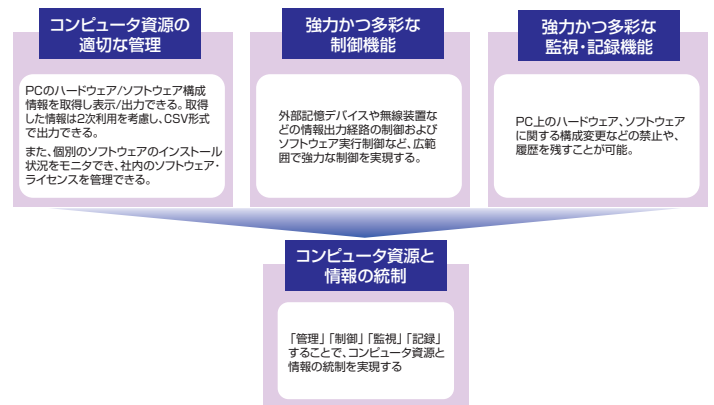 コンピュータ資源の
適切な管理
PCのハードウェア/ソフトウェア構成
情報を取得し表示/出力できる。取得
した情報は2次利用を考慮し、CSV形式
で出力できる。
また、個別のソフトウェアのインストール
状況をモニタでき、社内のソフトウェア・
ライセンスを管理できる。
強力かつ多彩な
制御機能
外部記憶デバイスや無線装置な
どの情報出力経路の制御および
ソフトウェア実行制御など、広範
囲で強力な制御を実現する。
強力かつ多彩な
監視・記録機能
PC上のハードウェア、ソフトウェア
に関する構成変更などの禁止や、
履歴を残すことが可能。
コンピュータ資源と
情報の統制
「管理」「制御」「監視」「記録」
することで、コンピュータ資源と
情報の統制を実現する